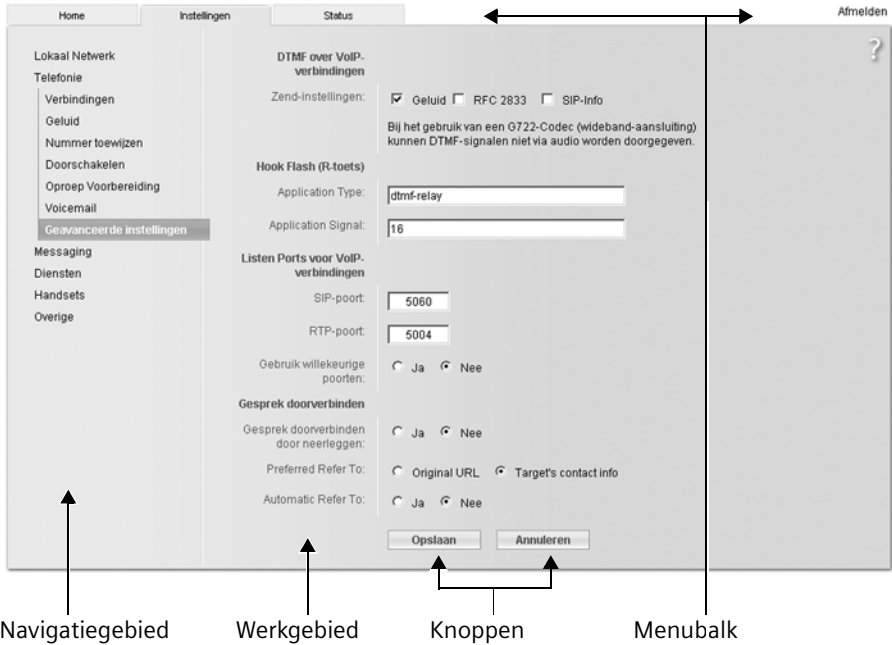 Home Instellingen Status Afmelden
?
Lokaal Netwerk
Telefonie
Verbindingen
Geluid
Nummer toewijzen
Doorschakelen
Oproep Voorbereiding
Voicemail
Geavanceerde instellingen
Messaging
Diensten
Handsets
Overige
DTMF over VoIP-
verbindingen
Zend-instellingen: Geluid RFC 2833 SIP-Info
Bij het gebruik van een G722-Codec (wideband-aansluiting)
kunnen DTMF-signalen niet via audio worden doorgegeven.
Hook Flash (R-toets)
Application Type: dtmf-relay
Application Signal: 16
Listen Ports voor VoIP-
verbindingen
SIP-poort: 5060
RTP-poort: 5004
Gebruik willekeurige
poorten: Ja Nee
Gesprek doorverbinden
Gesprek doorverbinden
door neerleggen: Ja Nee
Preferred Refer To: Original URL Target's contact info
Automatic Refer To: Ja Nee
Opslaan Annuleren
Navigatiegebied Werkgebied Knoppen Menubalk